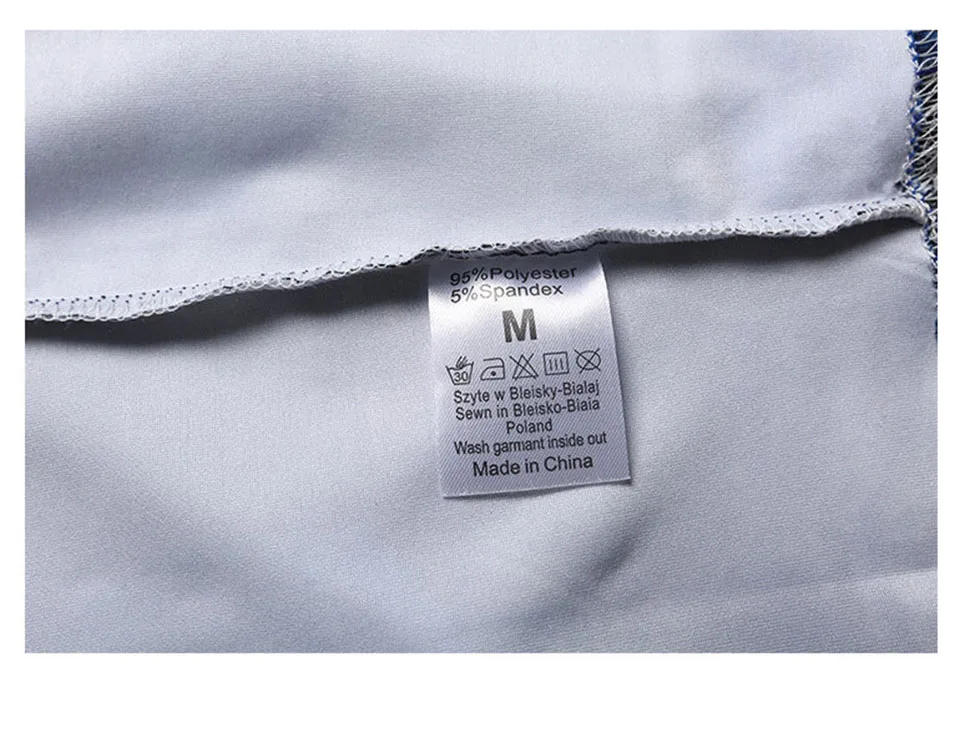 95%Polyester
5%Spandex
M
30
Szyte w Bleisky-Bialaj
Sewn in Bleisko-Biaia
Poland
Wash garmant inside out
Made in China